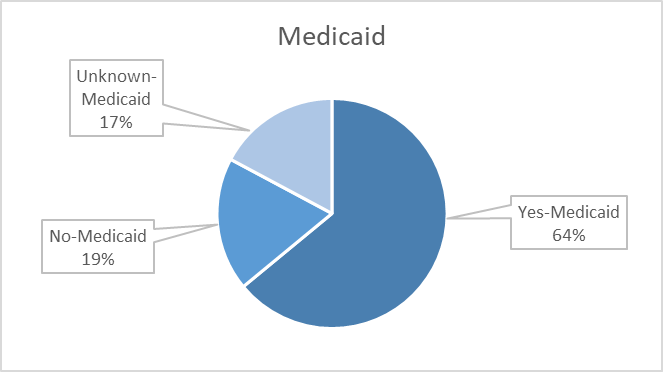 Medicaid
Unknown-
Medicaid
17%
No-Medicaid
19%
Yes-Medicaid
64%